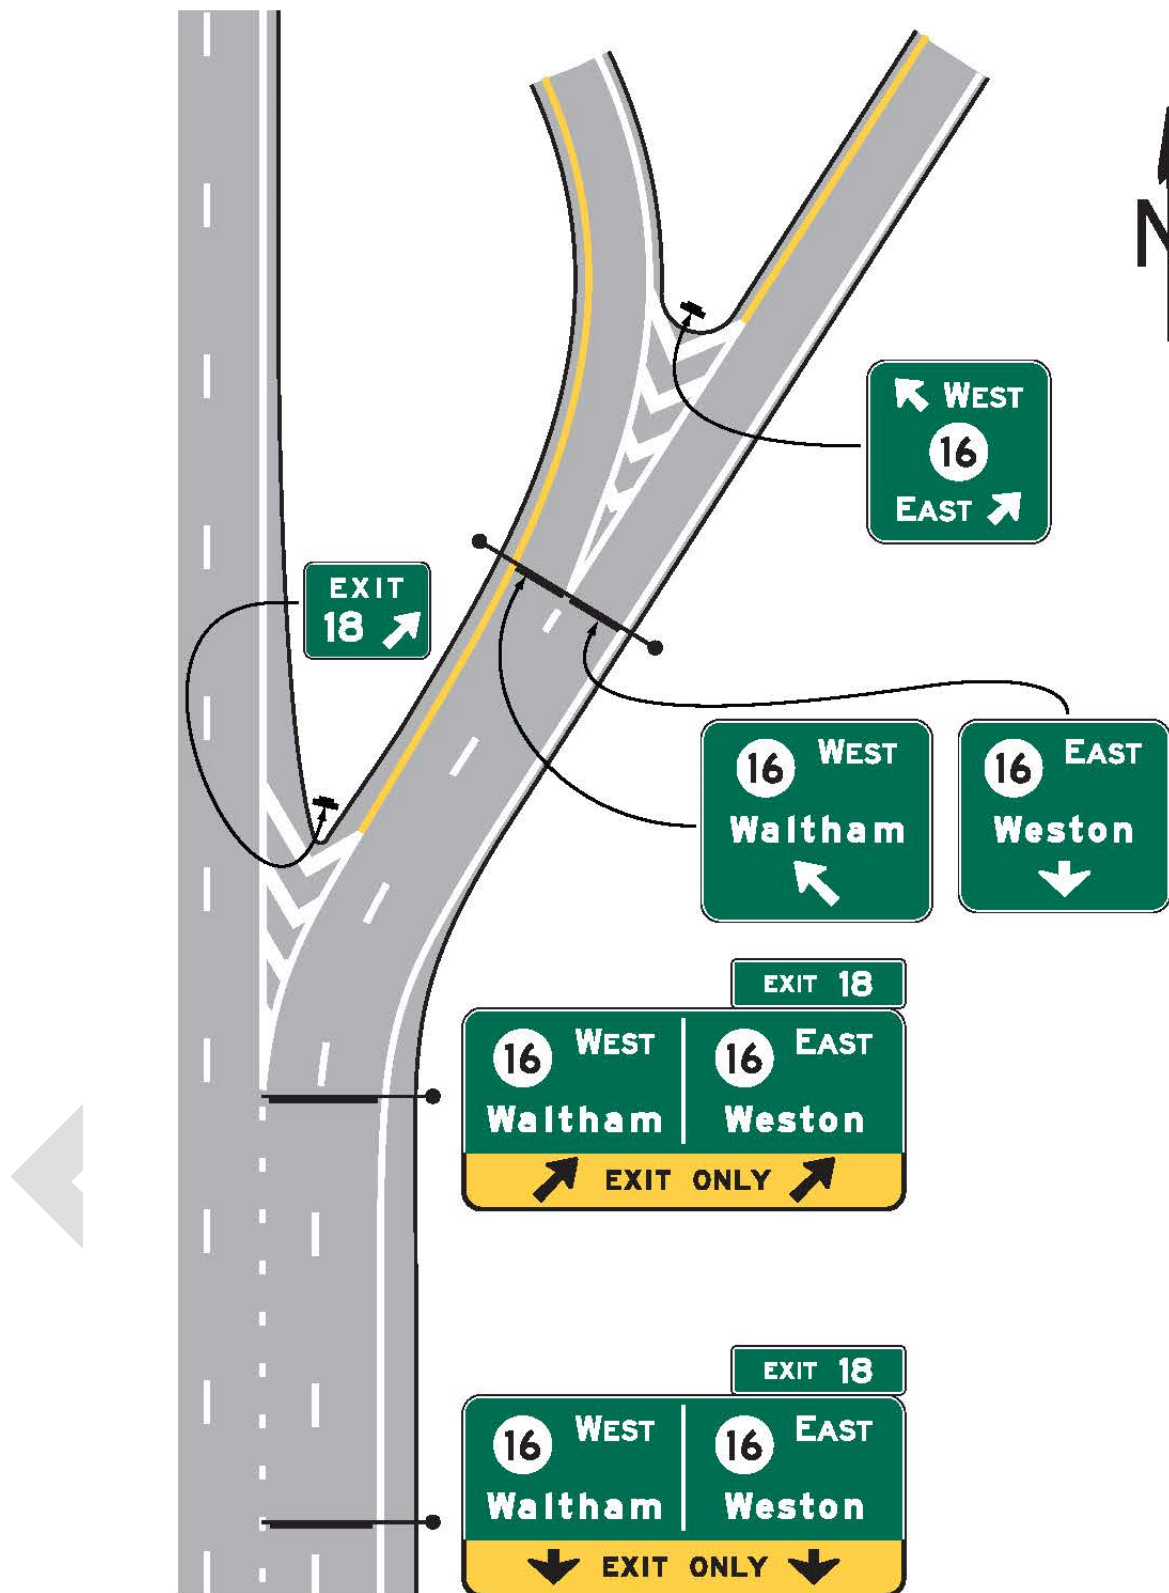 N
WEST
16
EAST
EXIT
18
16 WEST
Waltham
16 EAST
Weston
EXIT 18
16 WEST
Waltham
16 EAST
Weston
EXIT ONLY
EXIT 18
16 WEST
Waltham
16 EAST
Weston
EXIT ONLY